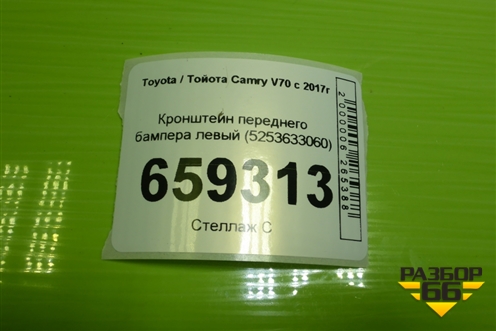 Toyota / Тойота Camry V70 с 2017г
Кронштейн переднего
бампера левый (5253633060)
659313
Стеллаж С
2000006265388
РАЗБОР
66